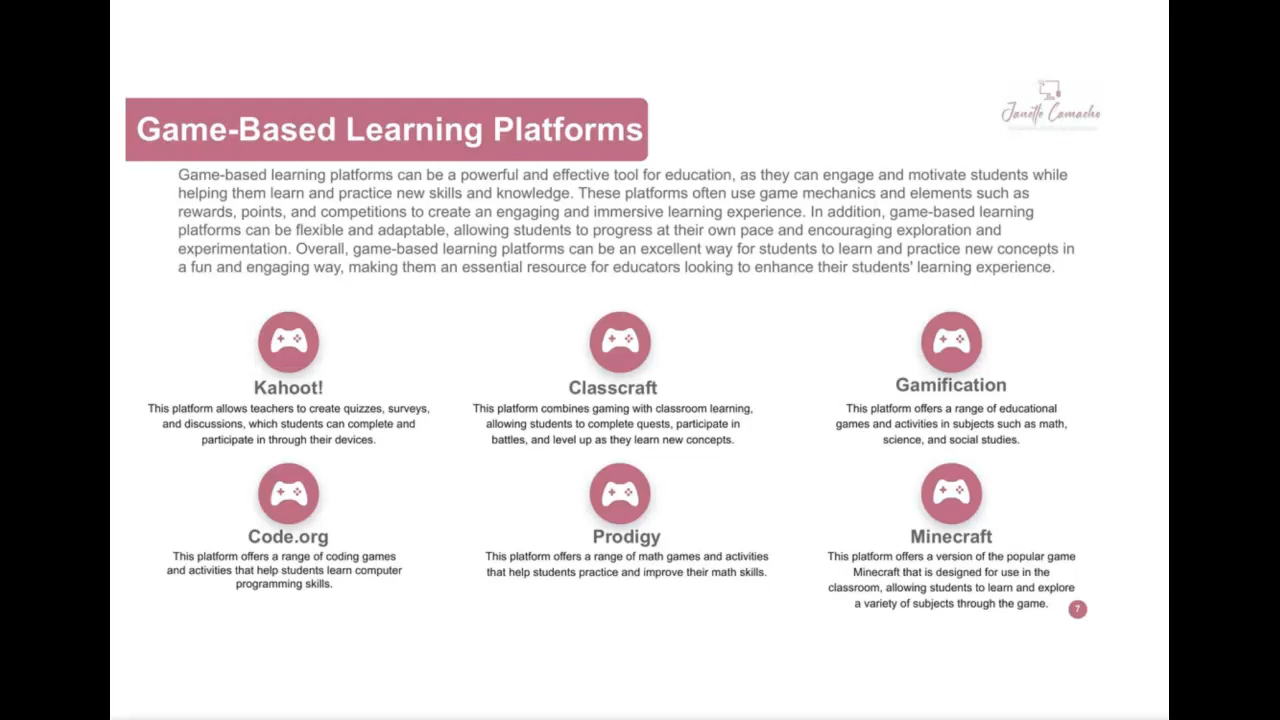 Janette Camacho
Game-Based Learning Platforms
Game-based learning platforms can be a powerful and effective tool for education, as they can engage and motivate students while
helping them learn and practice new skills and knowledge. These platforms often use game mechanics and elements such as
rewards, points, and competitions to create an engaging and immersive learning experience. In addition, game-based learning
platforms can be flexible and adaptable, allowing students to progress at their own pace and encouraging exploration and
experimentation. Overall, game-based learning platforms can be an excellent way for students to learn and practice new concepts in
a fun and engaging way, making them an essential resource for educators looking to enhance their students' learning experience.
Kahoot!
This platform allows teachers to create quizzes, surveys,
and discussions, which students can complete and
participate in through their devices.
Classcraft
This platform combines gaming with classroom learning,
allowing students to complete quests, participate in
battles, and level up as they learn new concepts.
Gamification
This platform offers a range of educational
games and activities in subjects such as math,
science, and social studies.
Code.org
This platform offers a range of coding games
and activities that help students learn computer
programming skills.
Prodigy
This platform offers a range of math games and activities
that help students practice and improve their math skills.
Minecraft
This platform offers a version of the popular game
Minecraft that is designed for use in the
classroom, allowing students to learn and explore
a variety of subjects through the game.
7